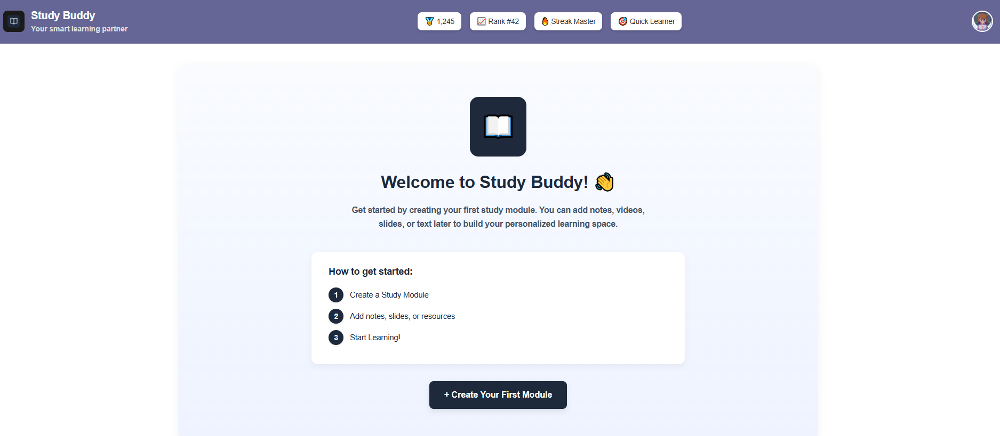 Study Buddy
Your smart learning partner
1,245
Rank #42
Streak Master
Quick Learner
Welcome to Study Buddy!
Get started by creating your first study module. You can add notes, videos,
slides, or text later to build your personalized learning space.
How to get started:
1 Create a Study Module
2 Add notes, slides, or resources
3 Start Learning!
+ Create Your First Module